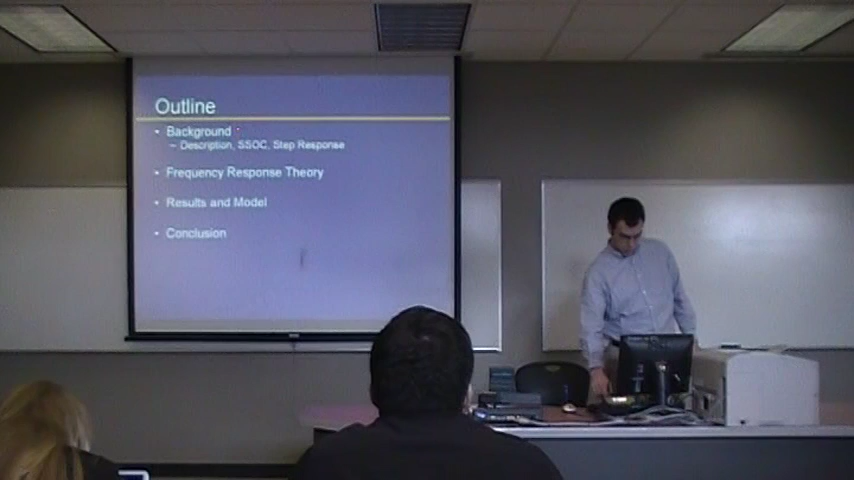 Outline
• Background
– Description, SSOC, Step Response
• Frequency Response Theory
• Results and Model
• Conclusion